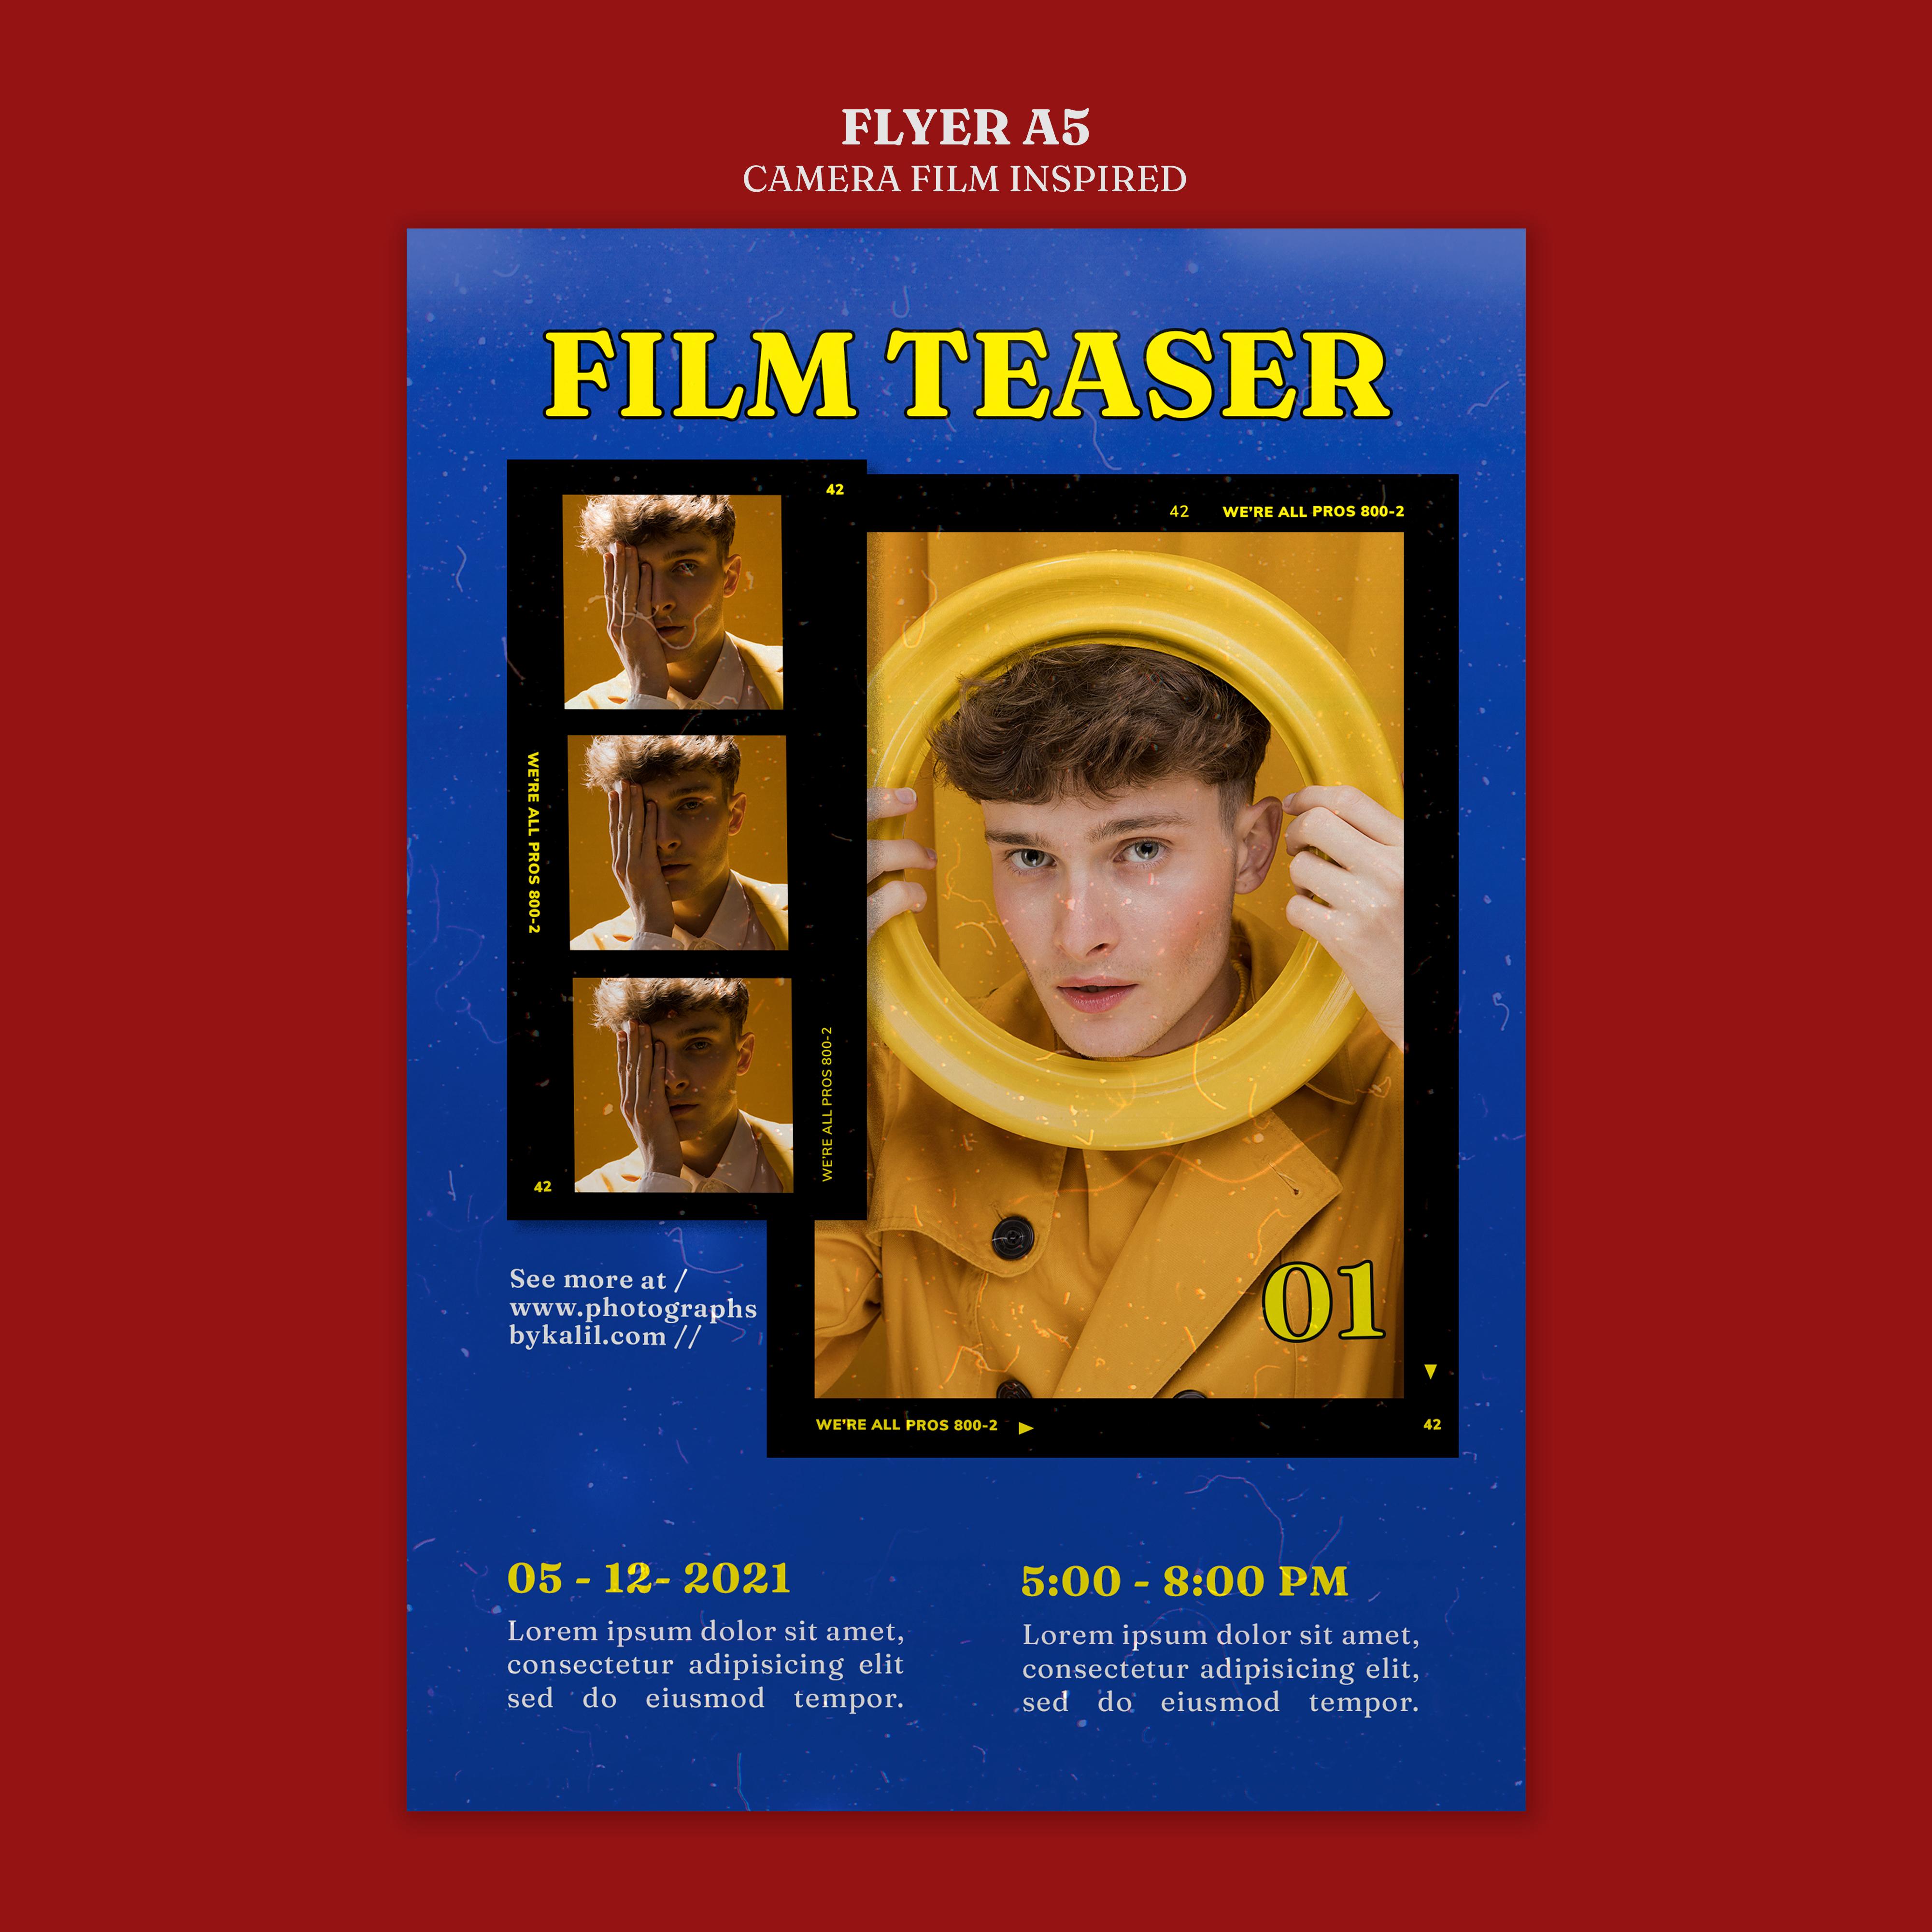 FLYER A5
CAMERA FILM INSPIRED
FILM TEASER
42
WE'RE ALL PROS 800-2
WE'RE ALL PROS 800-2
42
42 WE'RE ALL PROS 800-2
01
WE'RE ALL PROS 800-2
42
See more at /
www.photographs
bykalil.com //
05 - 12- 2021
Lorem ipsum dolor sit amet,
consectetur adipisicing elit
sed do eiusmod tempor.
5:00 - 8:00 PM
Lorem ipsum dolor sit amet,
consectetur adipisicing elit,
sed do eiusmod tempor.